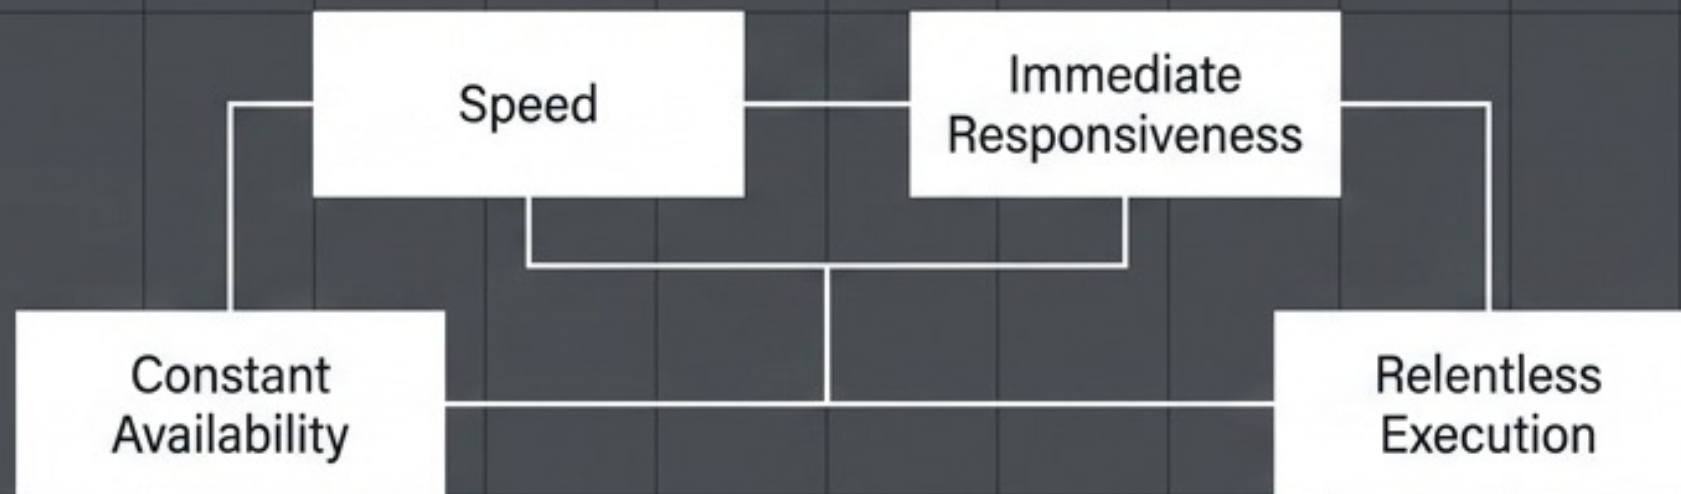 Speed
Immediate
Responsiveness
Constant
Availability
Relentless
Execution